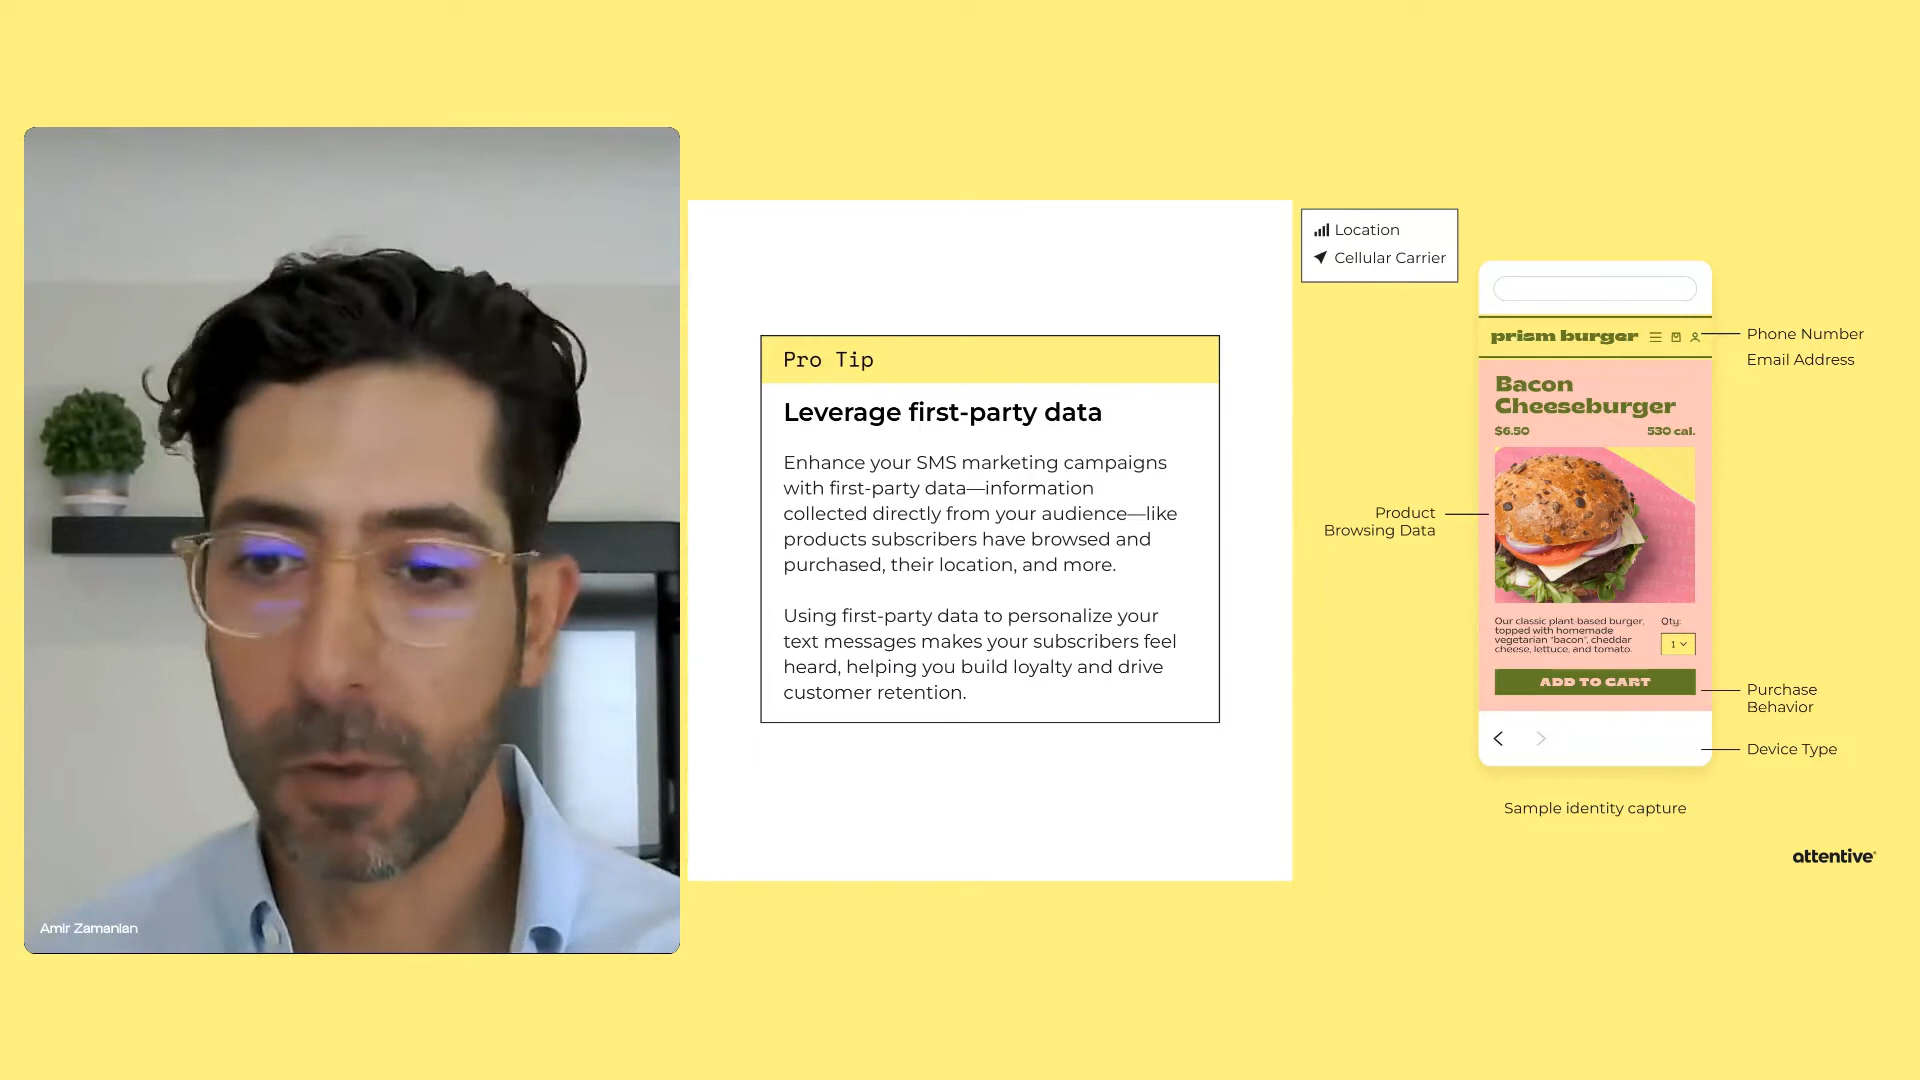 Amir Zamanian
Pro Tip
Leverage first-party data
Enhance your SMS marketing campaigns
with first-party data—information
collected directly from your audience—like
products subscribers have browsed and
purchased, their location, and more.
Using first-party data to personalize your
text messages makes your subscribers feel
heard, helping you build loyalty and drive
customer retention.
Location
Cellular Carrier
prism burger
Phone Number
Email Address
Bacon
Cheeseburger
$6.50 530 cal.
Product
Browsing Data
Our classic plant-based burger,
topped with homemade
vegetarian "bacon", cheddar
cheese, lettuce, and tomato.
Qty:
1
ADD TO CART
Purchase
Behavior
Device Type
Sample identity capture
attentive